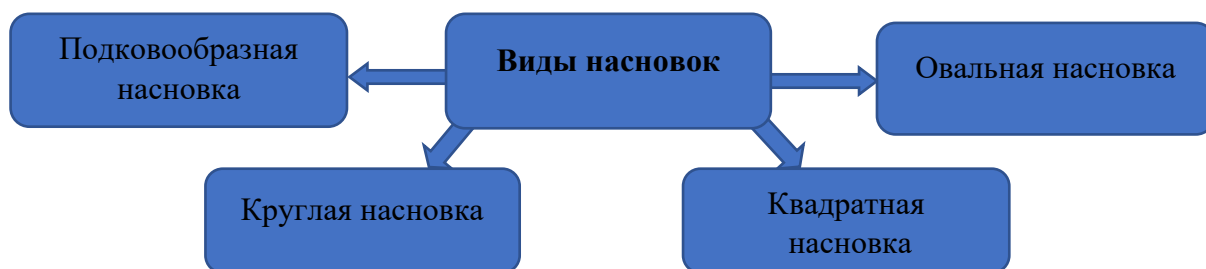 Виды насновок
Подковообразная
насновка
Овальная насновка
Круглая насновка
Квадратная
насновка